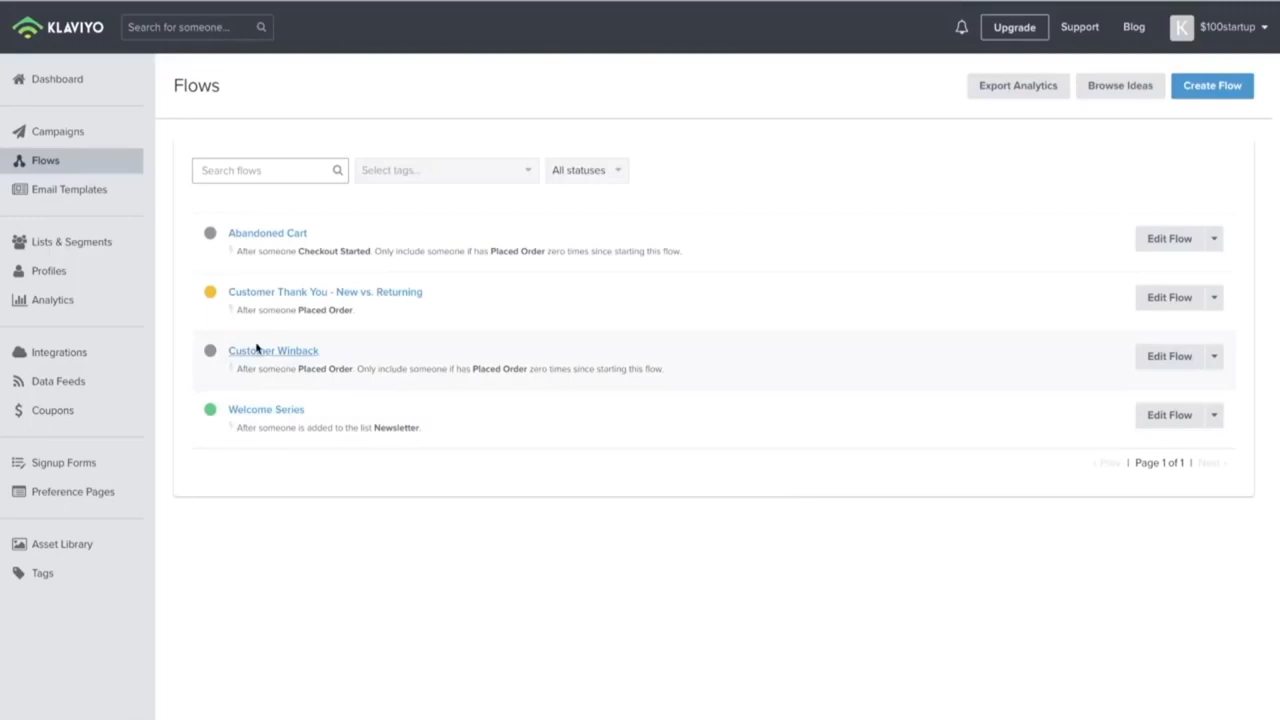 KLAVIYO
Search for someone...
Upgrade
Support
Blog
K
$100startup
Dashboard
Campaigns
Flows
Email Templates
Lists & Segments
Profiles
Analytics
Integrations
Data Feeds
Coupons
Signup Forms
Preference Pages
Asset Library
Tags
Flows
Export Analytics
Browse Ideas
Create Flow
Search flows
Select tags...
All statuses
Abandoned Cart
After someone Checkout Started. Only include someone if has Placed Order zero times since starting this flow.
Edit Flow
Customer Thank You - New vs. Returning
After someone Placed Order.
Edit Flow
Customer Winback
After someone Placed Order. Only include someone if has Placed Order zero times since starting this flow.
Edit Flow
Welcome Series
After someone is added to the list Newsletter.
Edit Flow
‹ Prev | Page 1 of 1 | Next ›